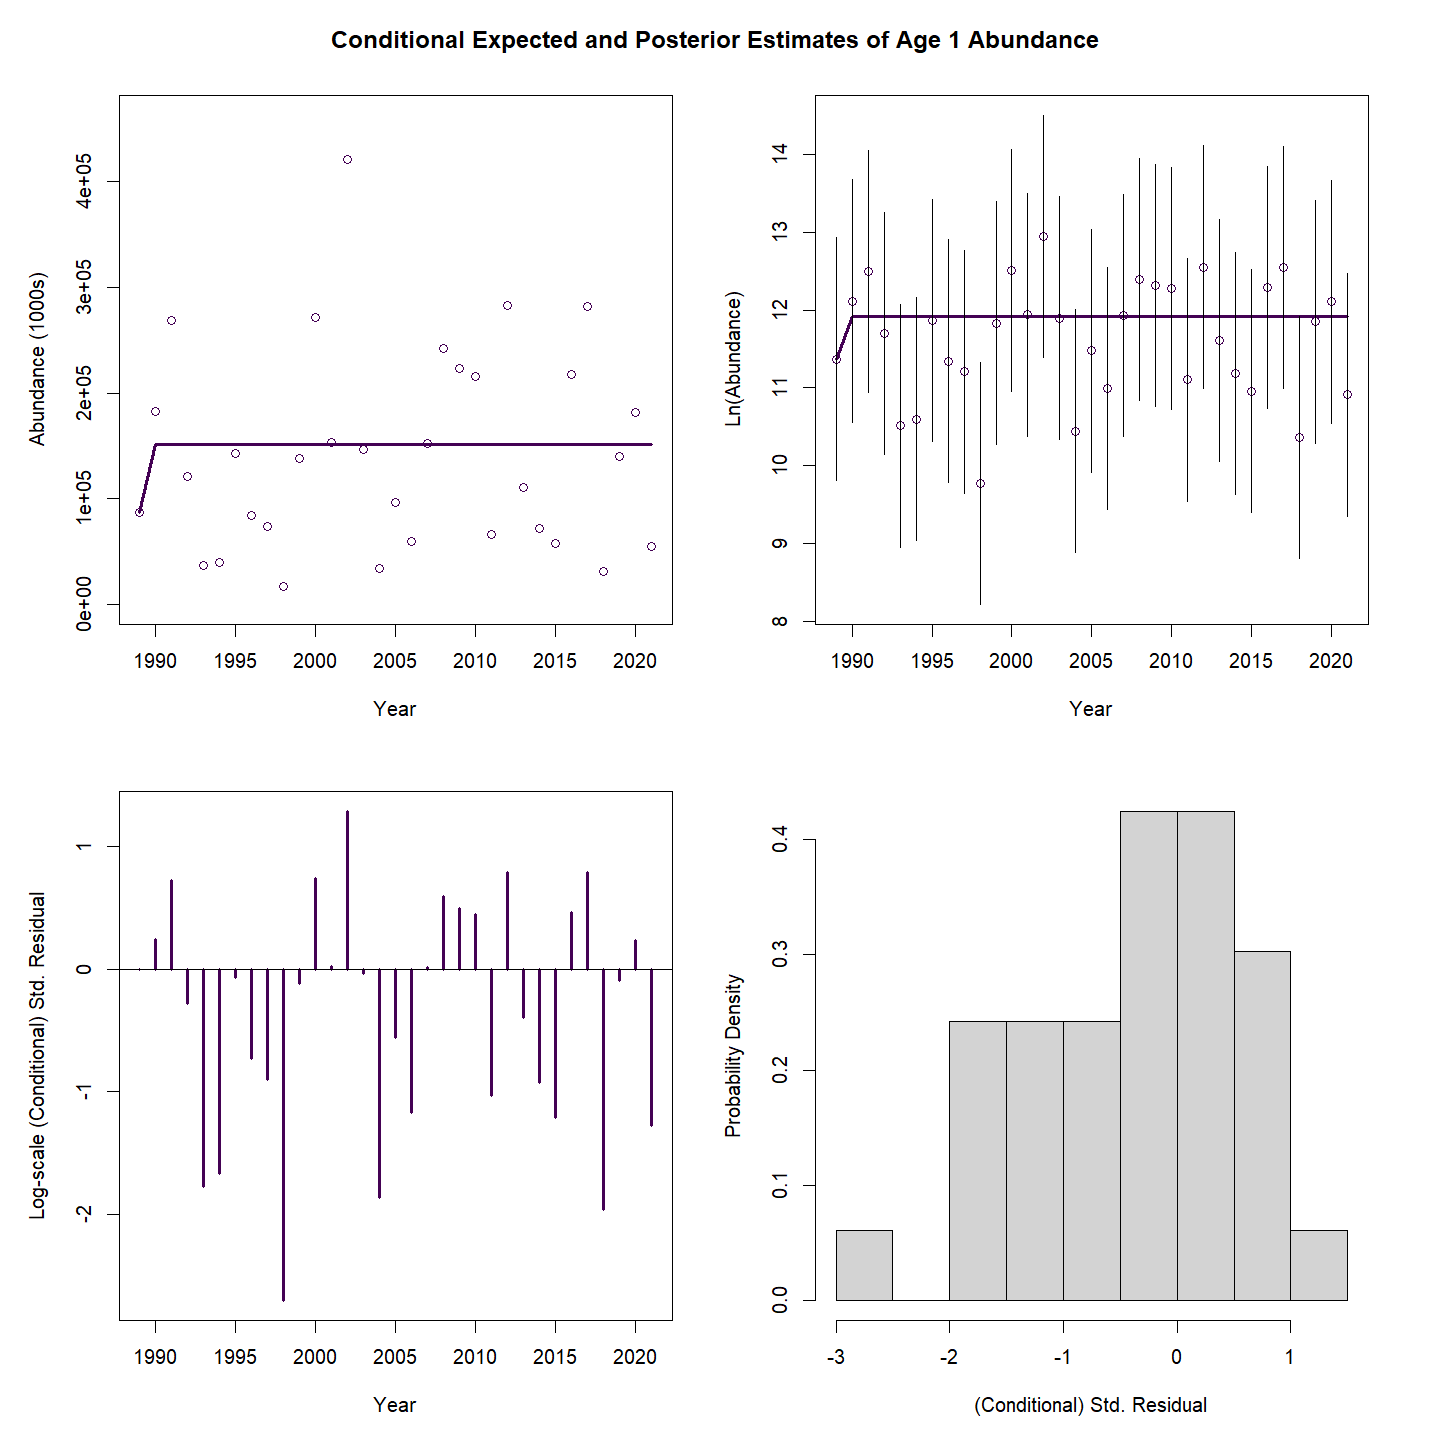 Conditional Expected and Posterior Estimates of Age 1 Abundance
Abundance (1000s)
4e+05
3e+05
2e+05
1e+05
0e+00
1990 1995 2000 2005 2010 2015 2020
Year
Ln(Abundance)
14
13
12
11
10
9
8
1990 1995 2000 2005 2010 2015 2020
Year
Log-scale (Conditional) Std. Residual
1
0
-1
-2
1990 1995 2000 2005 2010 2015 2020
Year
Probability Density
0.4
0.3
0.2
0.1
0.0
-3 -2 -1 0 1
(Conditional) Std. Residual